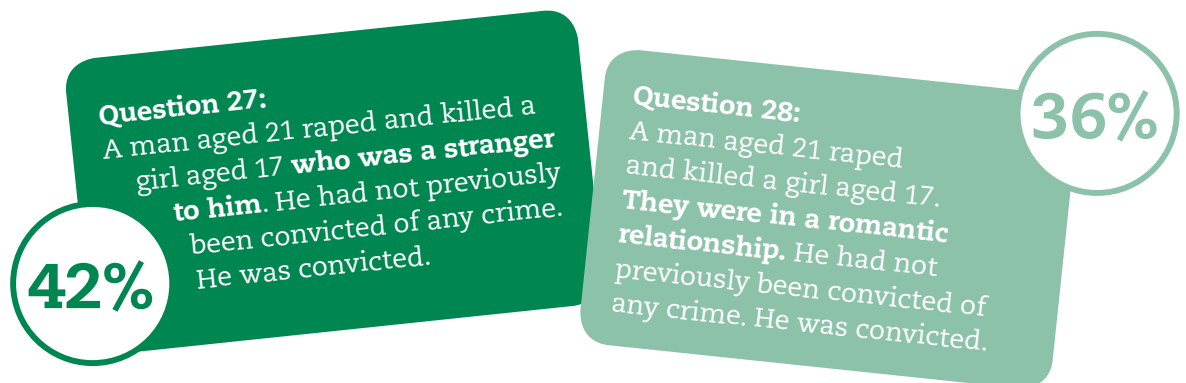 Question 27:
A man aged 21 raped and killed a
girl aged 17 who was a stranger
to him. He had not previously
been convicted of any crime.
He was convicted.
42%
Question 28:
A man aged 21 raped
and killed a girl aged 17.
They were in a romantic
relationship. He had not
previously been convicted of
any crime. He was convicted.
36%